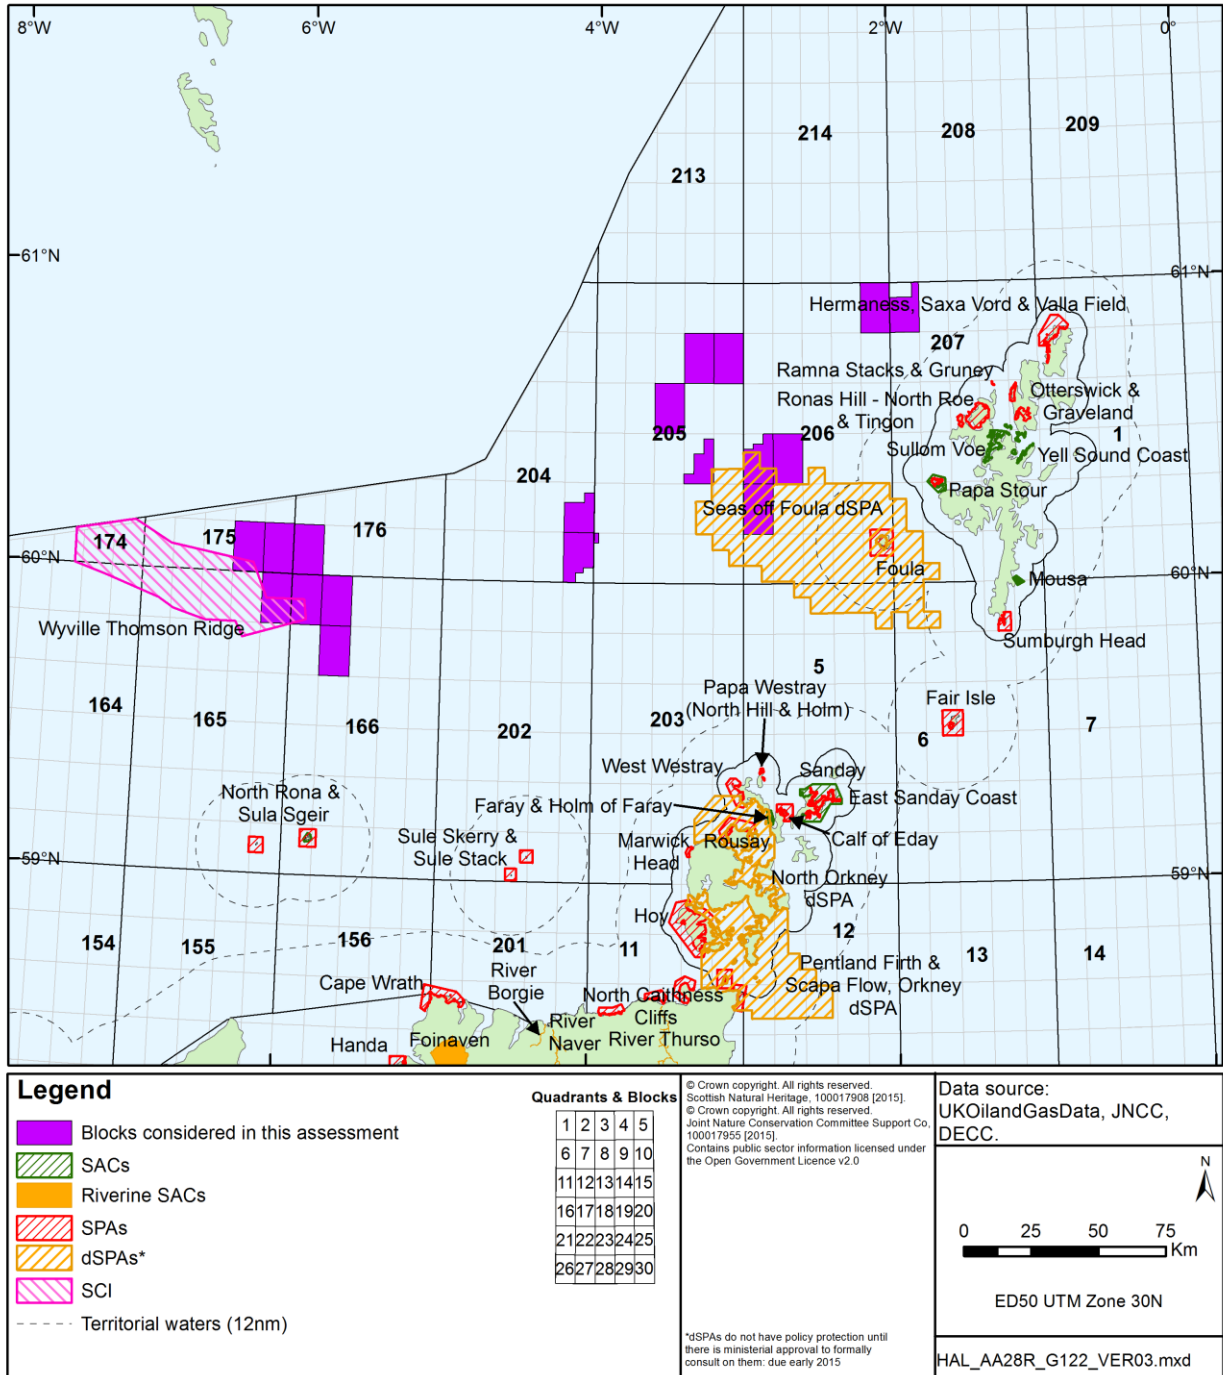 8°W
6°W
4°W
2°W
0°
209
208
214
213
61°N
61°N
Hermaness, Saxa Vord & Valla Field
207
Ramna Stacks & Gruney
Otterswick &
Graveland
Ronas Hill - North Roe
& Tingon
205
206
1
Sullom Voe
Yell Sound Coast
204
Papa Stour
Seas off Foula dSPA
176
175
174
60°N
60°N
Foula
Mousa
Wyville Thomson Ridge
Sumburgh Head
5
Papa Westray
(North Hill & Holm)
Fair Isle
164
165
166
202
203
6
7
West Westray
Sanday
North Rona &
Sula Sgeir
Faray & Holm of Faray
East Sanday Coast
Sule Skerry &
Sule Stack
Marwick
Head
Rousay
Calf of Eday
59°N
59°N
North Orkney
dSPA
Hoy
154
155
156
201
11
12
13
14
River
Borgie
Pentland Firth &
Scapa Flow, Orkney
dSPA
Cape Wrath
North Caithness
Cliffs
River
Naver
River Thurso
Handa
Foinaven
Legend
Blocks considered in this assessment
SACs
Riverine SACs
SPAs
dSPAs*
SCI
Territorial waters (12nm)
Quadrants & Blocks
1 2 3 4 5
6 7 8 9 10
11 12 13 14 15
16 17 18 19 20
21 22 23 24 25
26 27 28 29 30
© Crown copyright. All rights reserved.
Scottish Natural Heritage, 100017908 [2015].
© Crown copyright. All rights reserved.
Joint Nature Conservation Committee Support Co,
100017955 [2015].
Contains public sector information licensed under
the Open Government Licence v2.0
*dSPAs do not have policy protection until
there is ministerial approval to formally
consult on them: due early 2015
Data source:
UKOilandGasData, JNCC,
DECC.
N
0 25 50 75
Km
ED50 UTM Zone 30N
HAL_AA28R_G122_VER03.mxd